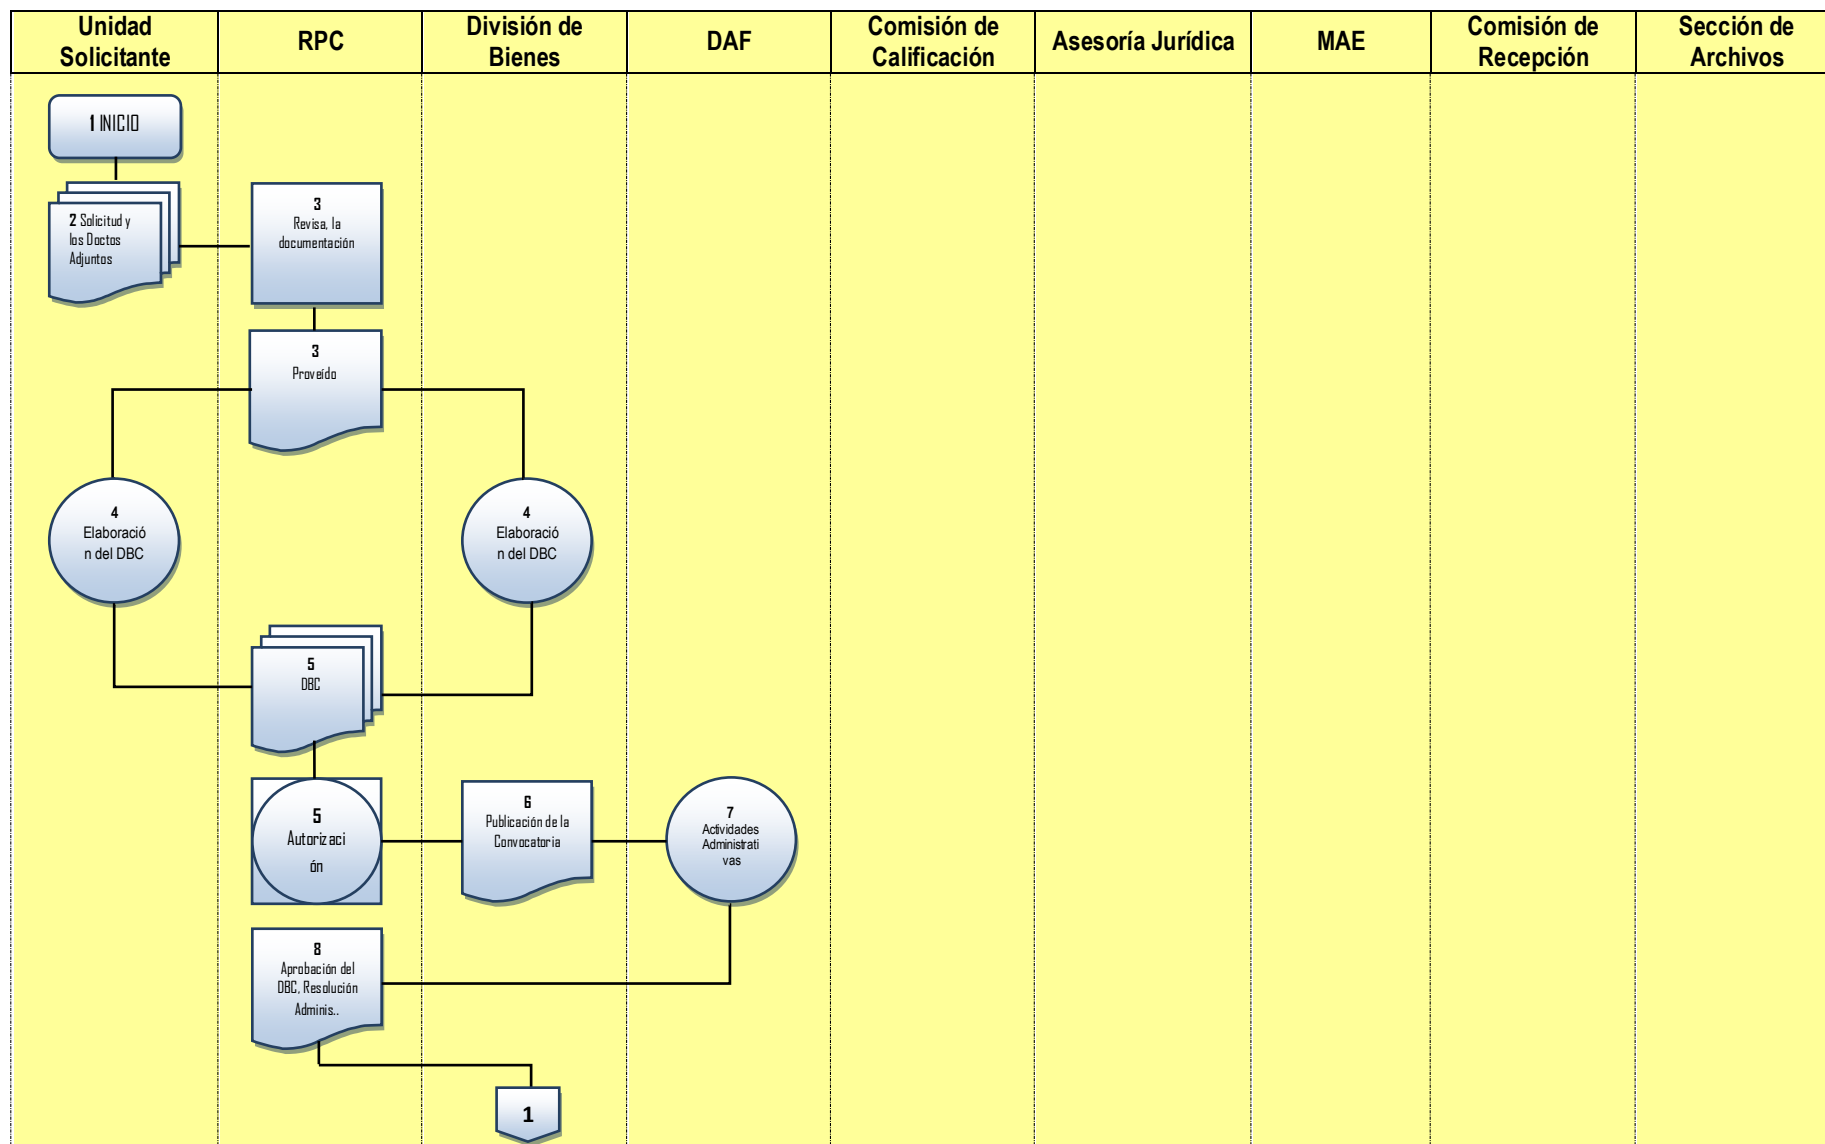 Unidad
Solicitante
RPC
División de
Bienes
DAF
Comisión de
Calificación
Asesoría Jurídica
MAE
Comisión de
Recepción
Sección de
Archivos
1 INICIO
2 Solicitud y
los Doctos
Adjuntos
3
Revisa, la
documentación
3
Proveído
4
Elaboració
n del DBC
4
Elaboració
n del DBC
5
DBC
5
Autorizaci
ón
6
Publicación de la
Convocatoria
7
Actividades
Administrati
vas
8
Aprobación del
DBC, Resolución
Adminis..
1